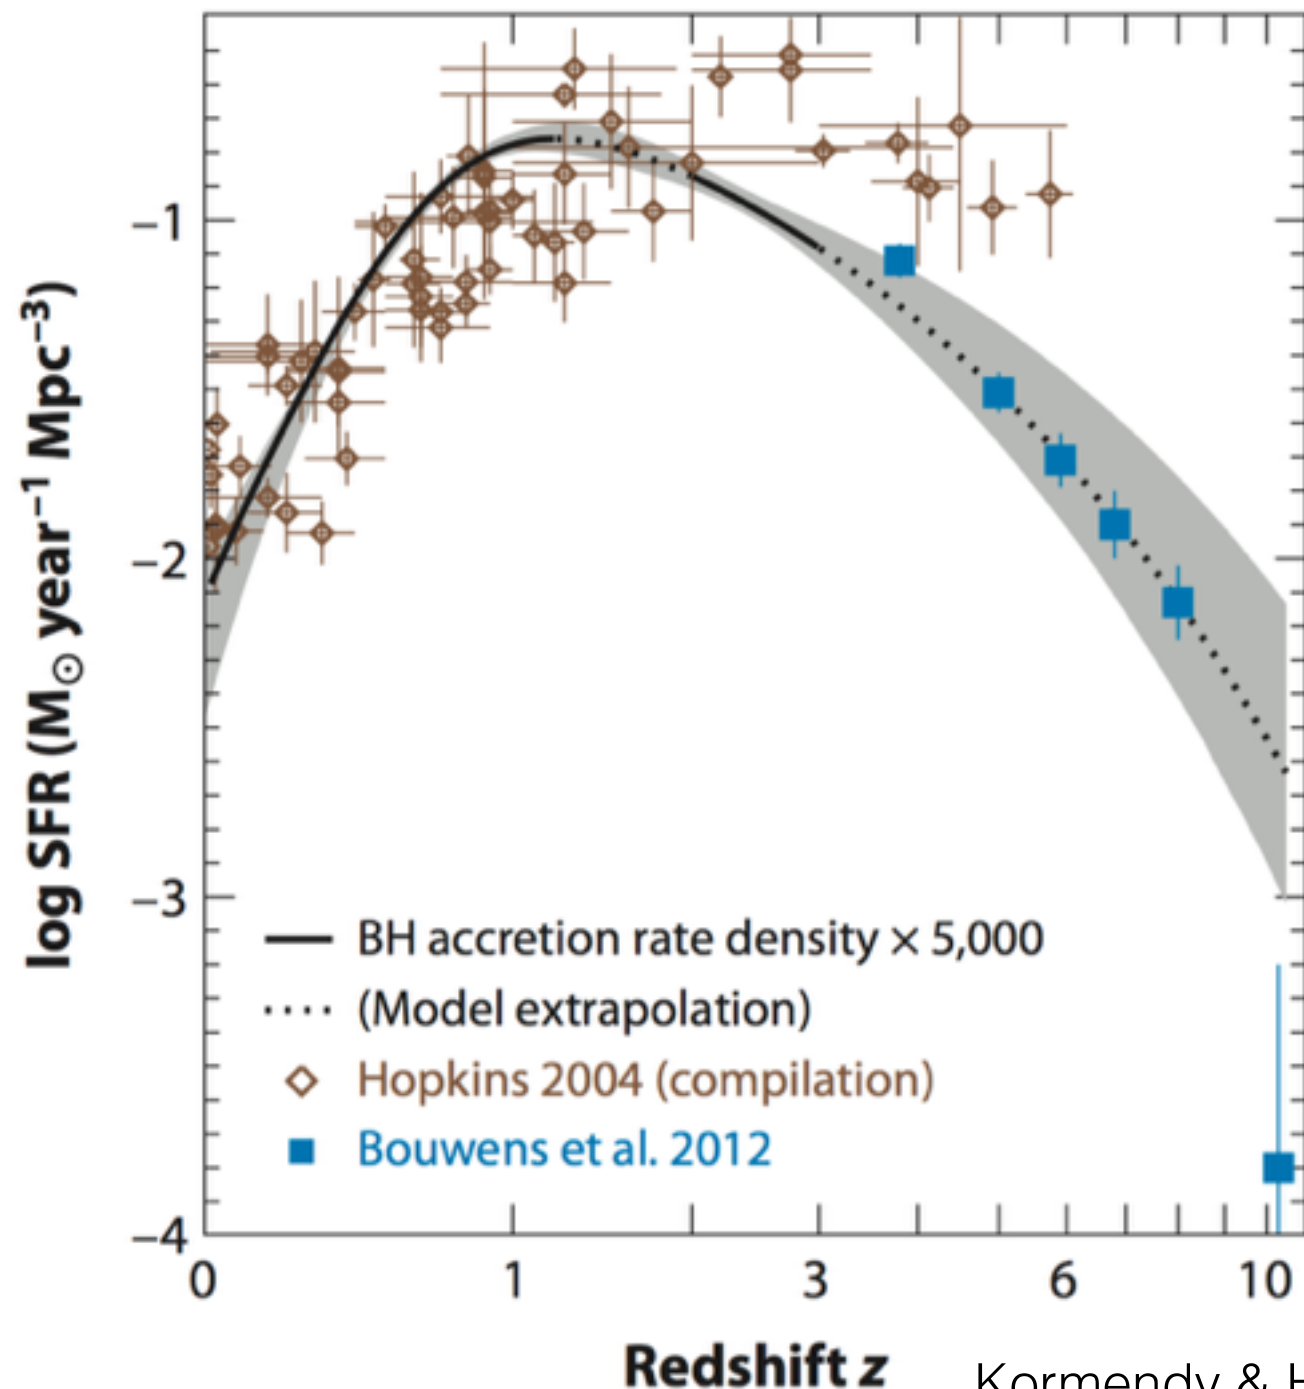 −1
−2
−3
−4
log SFR (M⊙ year−1 Mpc−3)
BH accretion rate density × 5,000
(Model extrapolation)
Hopkins 2004 (compilation)
Bouwens et al. 2012
0 1 3 6 10
Redshift z
Kormendy &